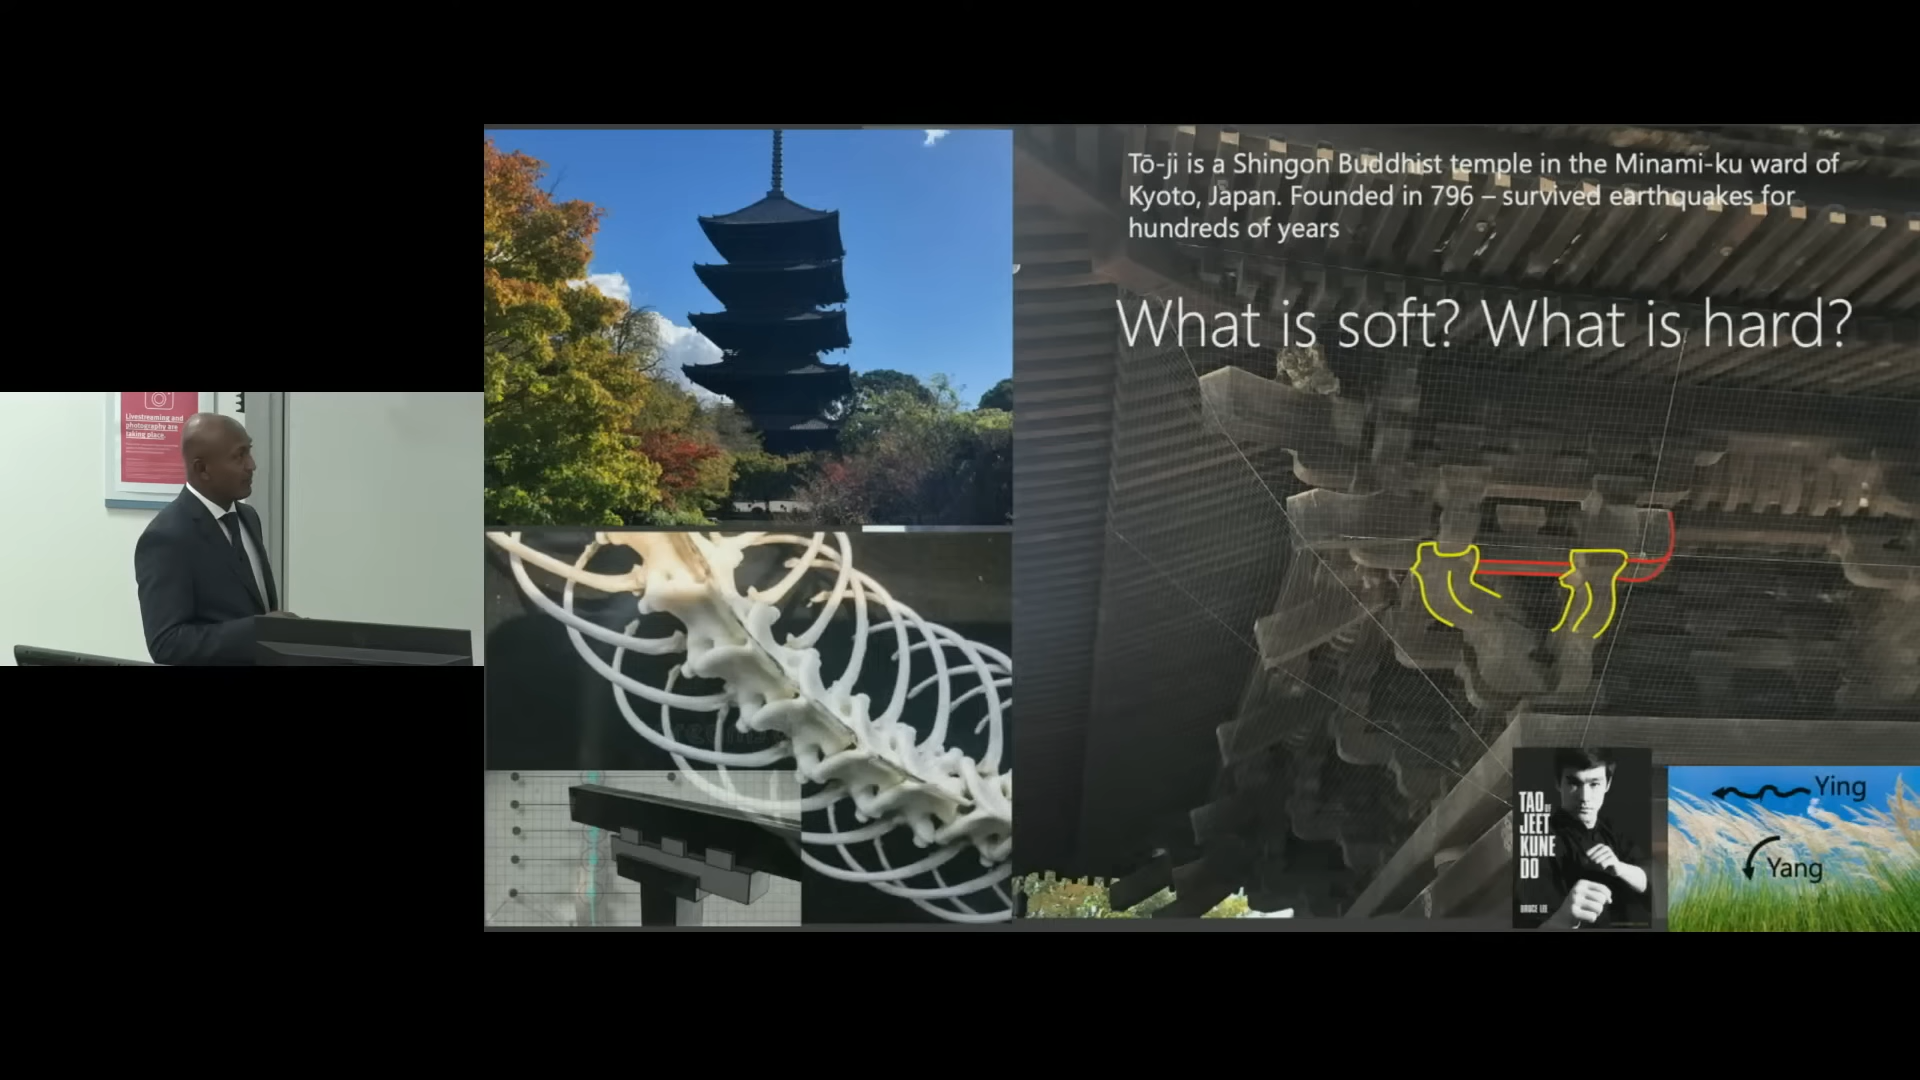 Livestreaming and
photography are
taking place.
Tō-ji is a Shingon Buddhist temple in the Minami-ku ward of
Kyoto, Japan. Founded in 796 – survived earthquakes for
hundreds of years
What is soft? What is hard?
TAO OF
JEET
KUNE
DO
BRUCE LEE
Ying
Yang